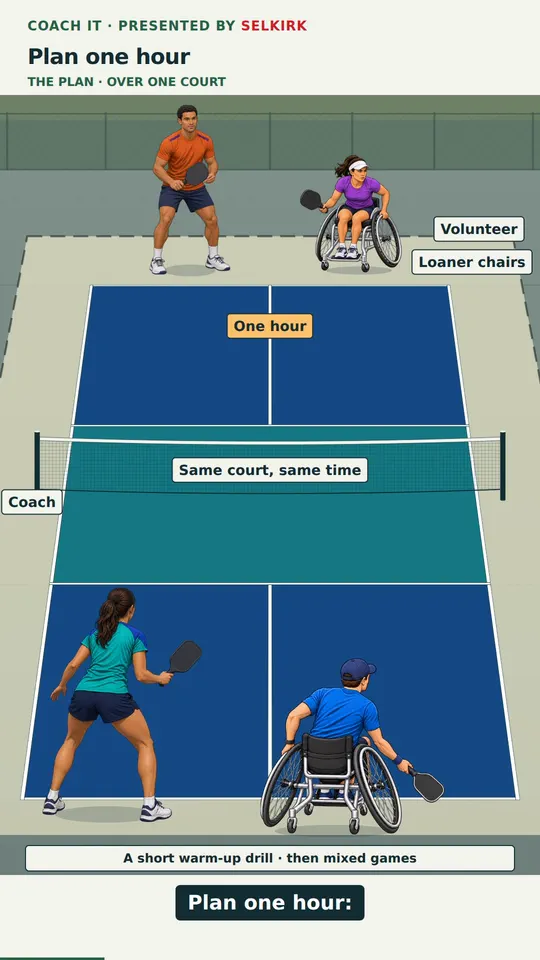 COACH IT · PRESENTED BY SELKIRK
Plan one hour
THE PLAN · OVER ONE COURT
Volunteer
Loaner chairs
One hour
Same court, same time
Coach
A short warm-up drill · then mixed games
Plan one hour: